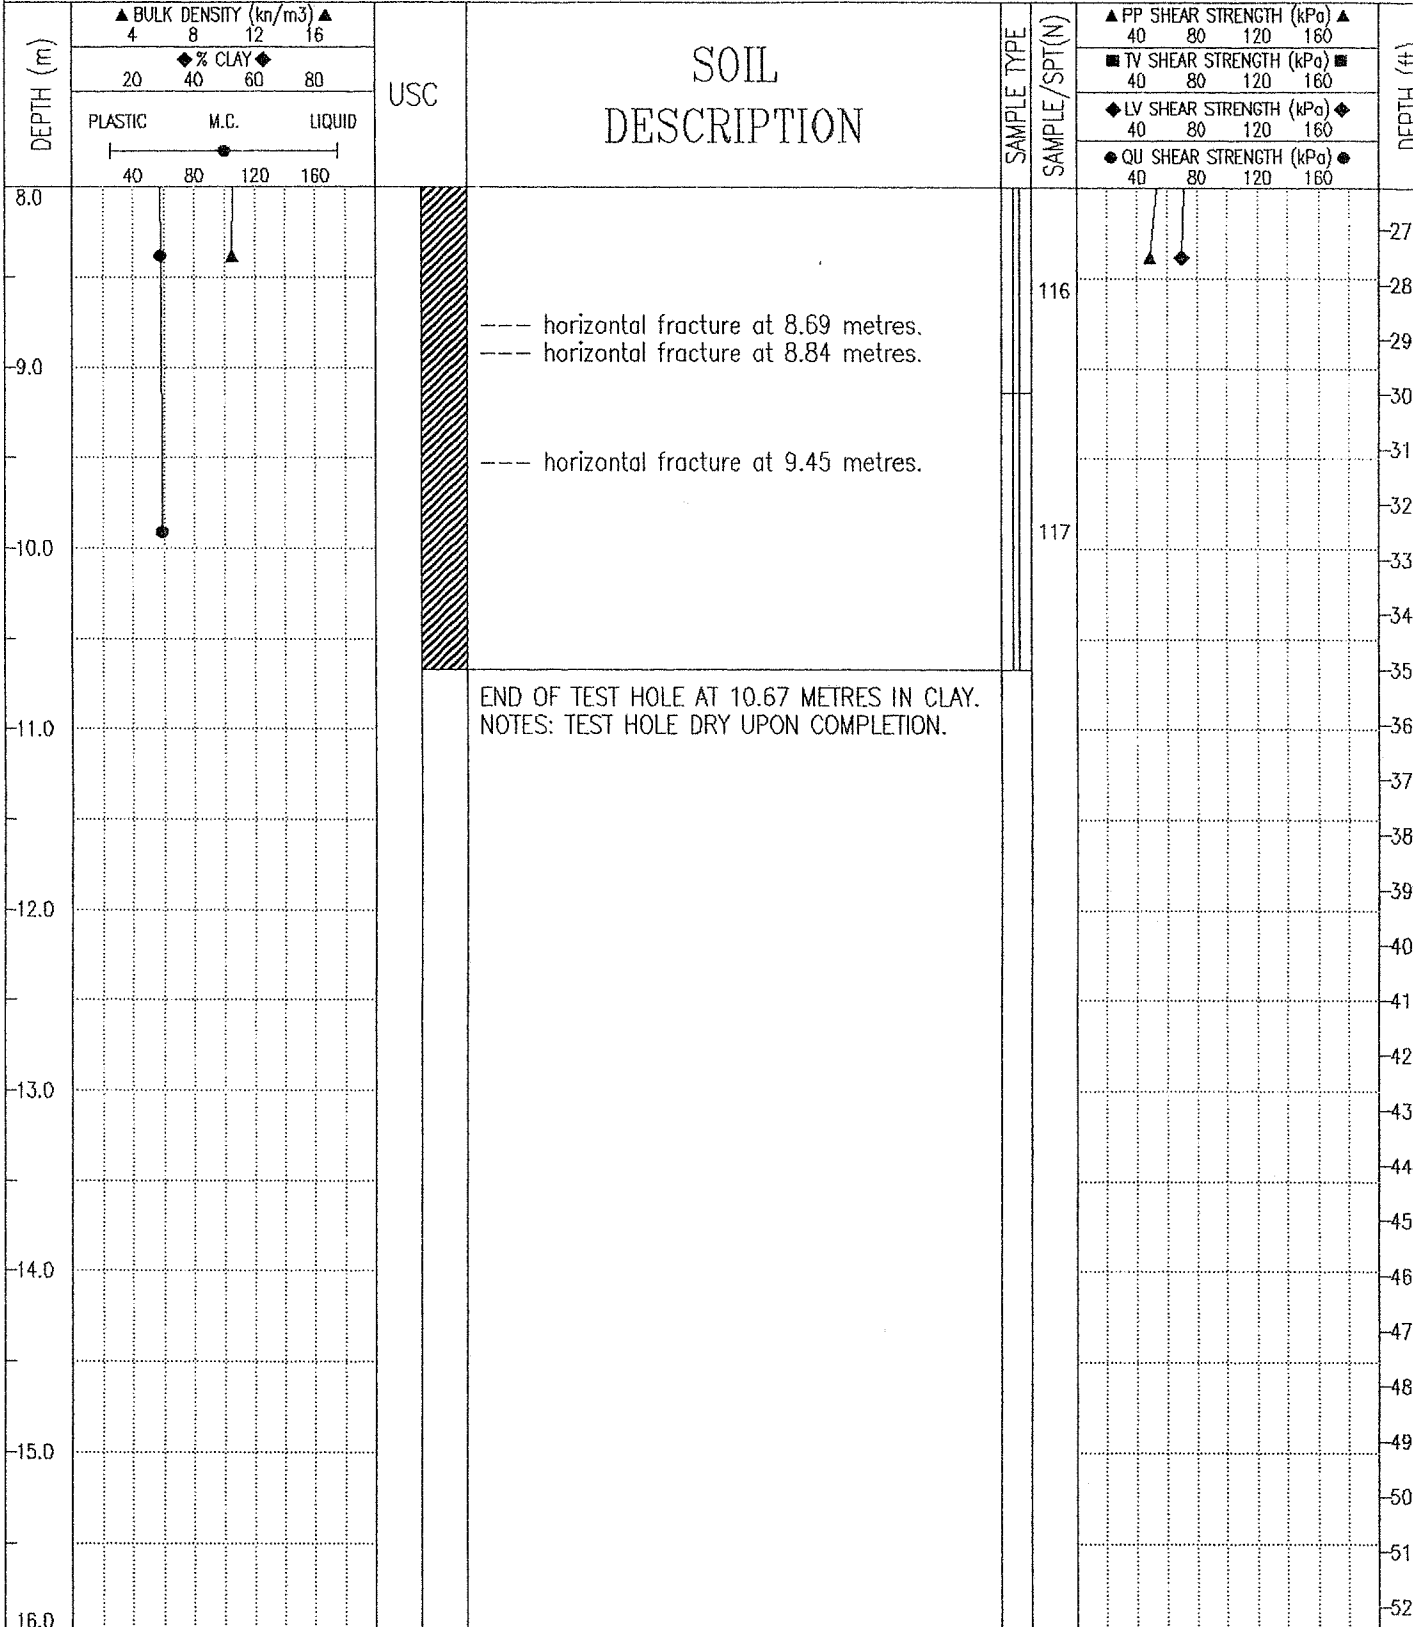 DEPTH (m)
▲ BULK DENSITY (kn/m3) ▲
4 8 12 16
◆ % CLAY ◆
20 40 60 80
PLASTIC M.C. LIQUID
40 80 120 160
USC
SOIL
DESCRIPTION
SAMPLE TYPE
SAMPLE/SPT(N)
▲ PP SHEAR STRENGTH (kPa) ▲
40 80 120 160
■ TV SHEAR STRENGTH (kPa) ■
40 80 120 160
◆ LV SHEAR STRENGTH (kPa) ◆
40 80 120 160
● QU SHEAR STRENGTH (kPa) ●
40 80 120 160
DEPTH (ft)
8.0
27
116
28
--- horizontal fracture at 8.69 metres.
29
--- horizontal fracture at 8.84 metres.
9.0
30
31
--- horizontal fracture at 9.45 metres.
32
117
10.0
33
34
35
END OF TEST HOLE AT 10.67 METRES IN CLAY.
NOTES: TEST HOLE DRY UPON COMPLETION.
11.0
36
37
38
39
12.0
40
41
42
13.0
43
44
45
14.0
46
47
48
15.0
49
50
51
52
16.0